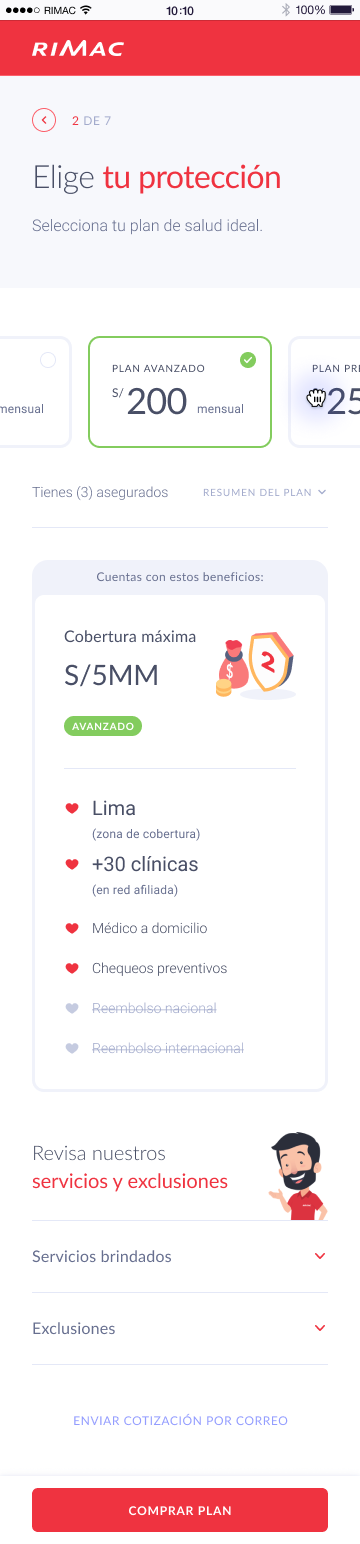 RIMAC
10:10
100%
RIMAC
2 DE 7
Elige tu protección
Selecciona tu plan de salud ideal.
mensual
PLAN AVANZADO
S/ 200 mensual
PLAN PRE
25
Tienes (3) asegurados
RESUMEN DEL PLAN
Cuentas con estos beneficios:
Cobertura máxima
S/5MM
AVANZADO
Lima
(zona de cobertura)
+30 clínicas
(en red afiliada)
Médico a domicilio
Chequeos preventivos
Reembolso nacional
Reembolso internacional
Revisa nuestros
servicios y exclusiones
Servicios brindados
Exclusiones
ENVIAR COTIZACIÓN POR CORREO
COMPRAR PLAN